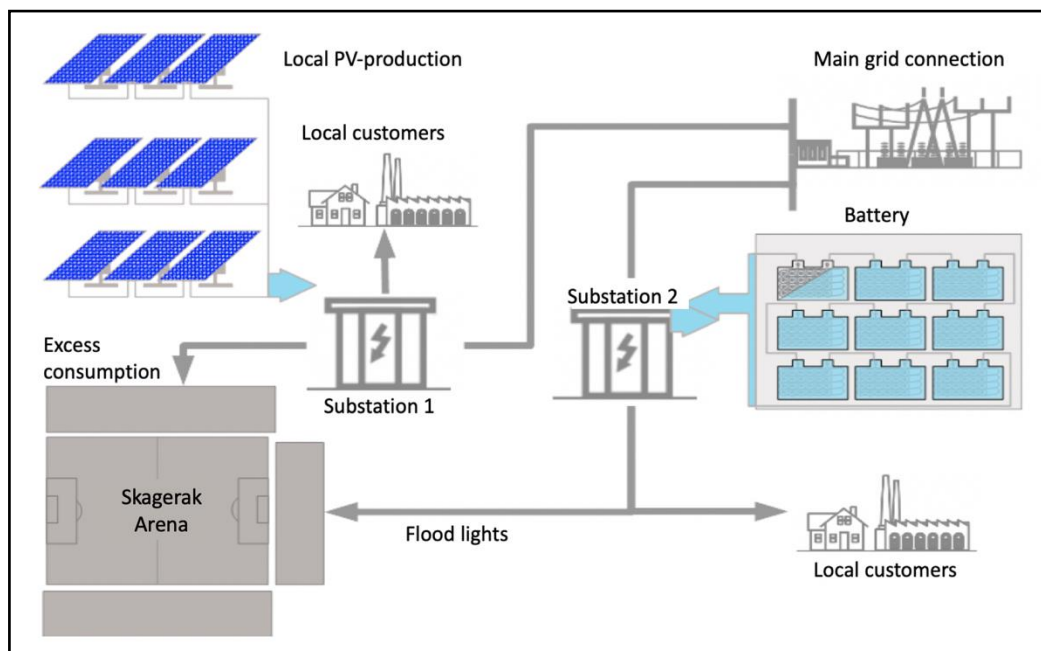 Local PV-production
Main grid connection
Local customers
Battery
Substation 2
Excess
consumption
Substation 1
Skagerak
Arena
Flood lights
Local customers